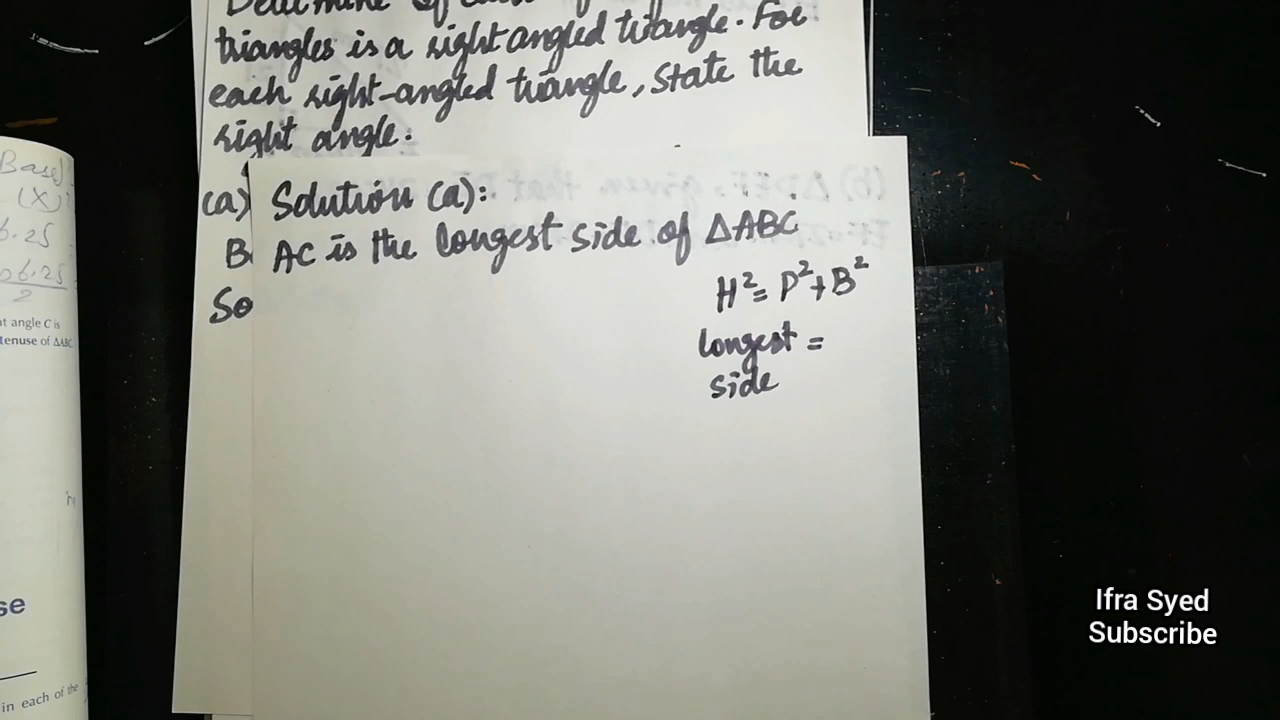 triangles is a right angled triangle. For
each right-angled triangle, State the
right angle.
(a)
Solution (a):
AC is the longest side of ΔABC
So
H²= P²+B²
longest =
side
Base)
(X)
6.25
2
at angle C is
tenuse of ΔABC
se
in each of the
Ifra Syed
Subscribe